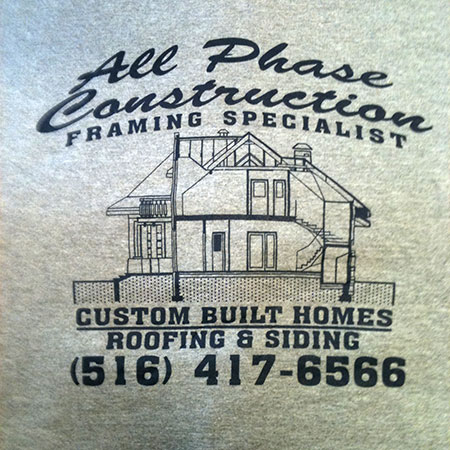 All Phase
Construction
FRAMING SPECIALIST
CUSTOM BUILT HOMES
ROOFING & SIDING
(516) 417-6566